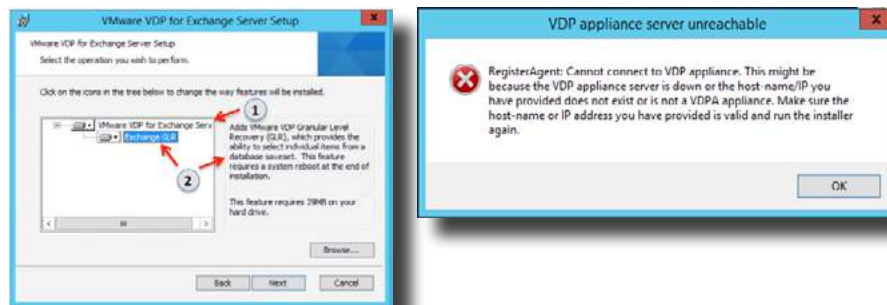 VMware VDP for Exchange Server Setup
x
VMware VDP for Exchange Server Setup
Select the operation you wish to perform.
Click on the icons in the tree below to change the way features will be installed.
1
VMware VDP for Exchange Serv
Exchange GLR
2
Adds VMware VDP Granular Level
Recovery (GLR), which provides the
ability to select individual items from a
database saveset. This feature
requires a system reboot at the end of
installation.
This feature requires 29MB on your
hard drive.
Browse...
Back
Next
Cancel
VDP appliance server unreachable
x
RegisterAgent: Cannot connect to VDP appliance. This might be
because the VDP appliance server is down or the host-name/IP you
have provided does not exist or is not a VDPA appliance. Make sure the
host-name or IP address you have provided is valid and run the installer
again.
OK